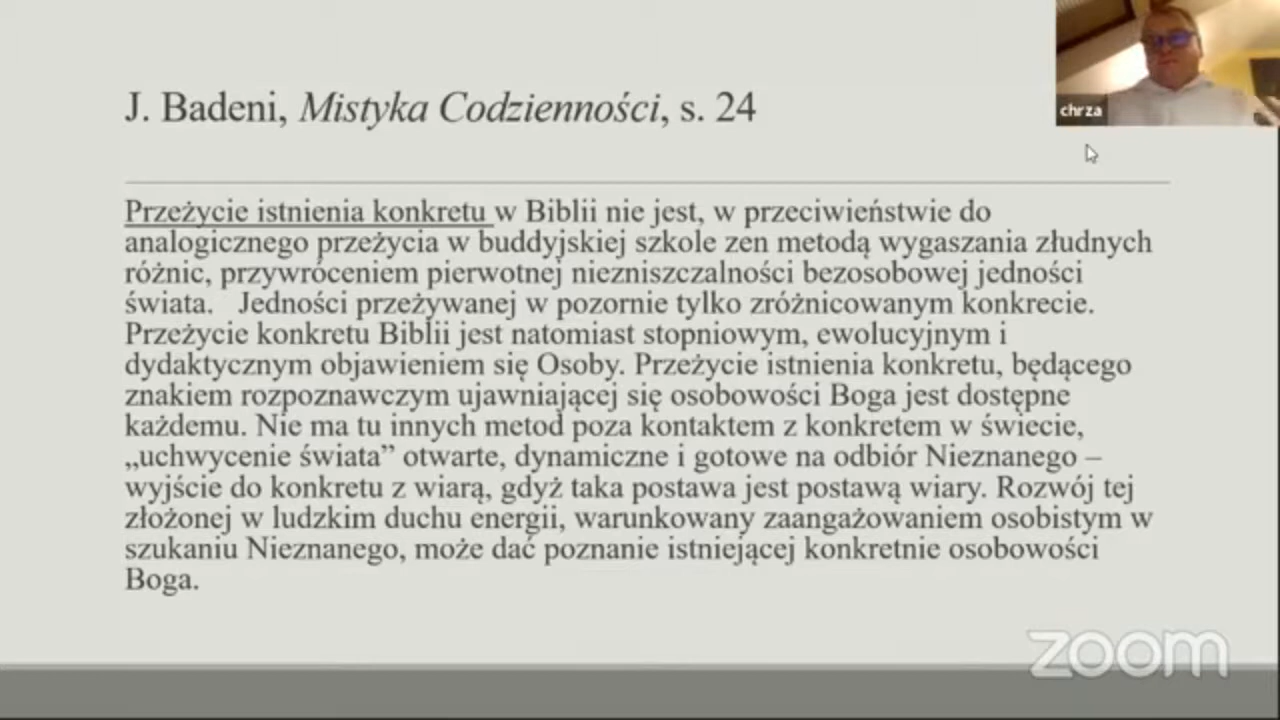 J. Badeni, Mistyka Codzienności, s. 24
chrza
Przeżycie istnienia konkretu w Biblii nie jest, w przeciwieństwie do
analogicznego przeżycia w buddyjskiej szkole zen metodą wygaszania złudnych
różnic, przywróceniem pierwotnej niezniszczalności bezosobowej jedności
świata. Jedności przeżywanej w pozornie tylko zróżnicowanym konkrecie.
Przeżycie konkretu Biblii jest natomiast stopniowym, ewolucyjnym i
dydaktycznym objawieniem się Osoby. Przeżycie istnienia konkretu, będącego
znakiem rozpoznawczym ujawniającej się osobowości Boga jest dostępne
każdemu. Nie ma tu innych metod poza kontaktem z konkretem w świecie,
„uchwycenie świata” otwarte, dynamiczne i gotowe na odbiór Nieznanego –
wyjście do konkretu z wiarą, gdyż taka postawa jest postawą wiary. Rozwój tej
złożonej w ludzkim duchu energii, warunkowany zaangażowaniem osobistym w
szukaniu Nieznanego, może dać poznanie istniejącej konkretnie osobowości
Boga.
zoom